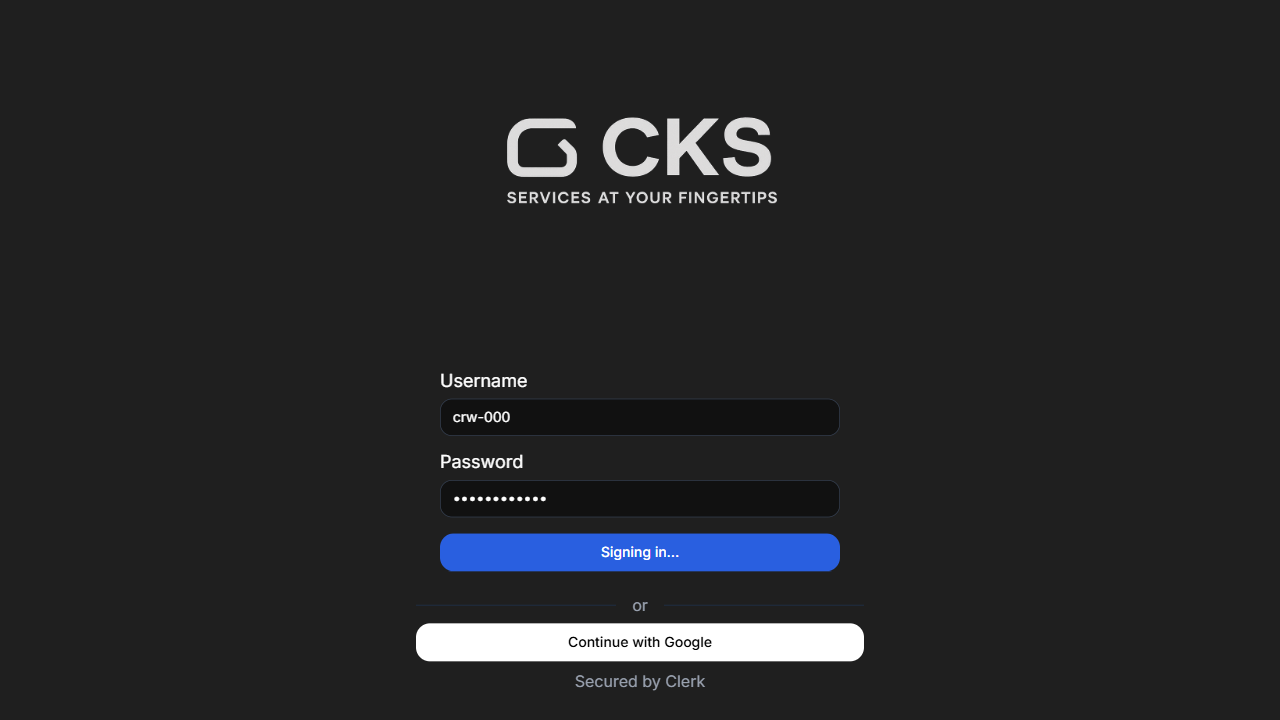 CKS
SERVICES AT YOUR FINGERTIPS
Username
crw-000
Password
••••••••••••
Signing in...
or
Continue with Google
Secured by Clerk